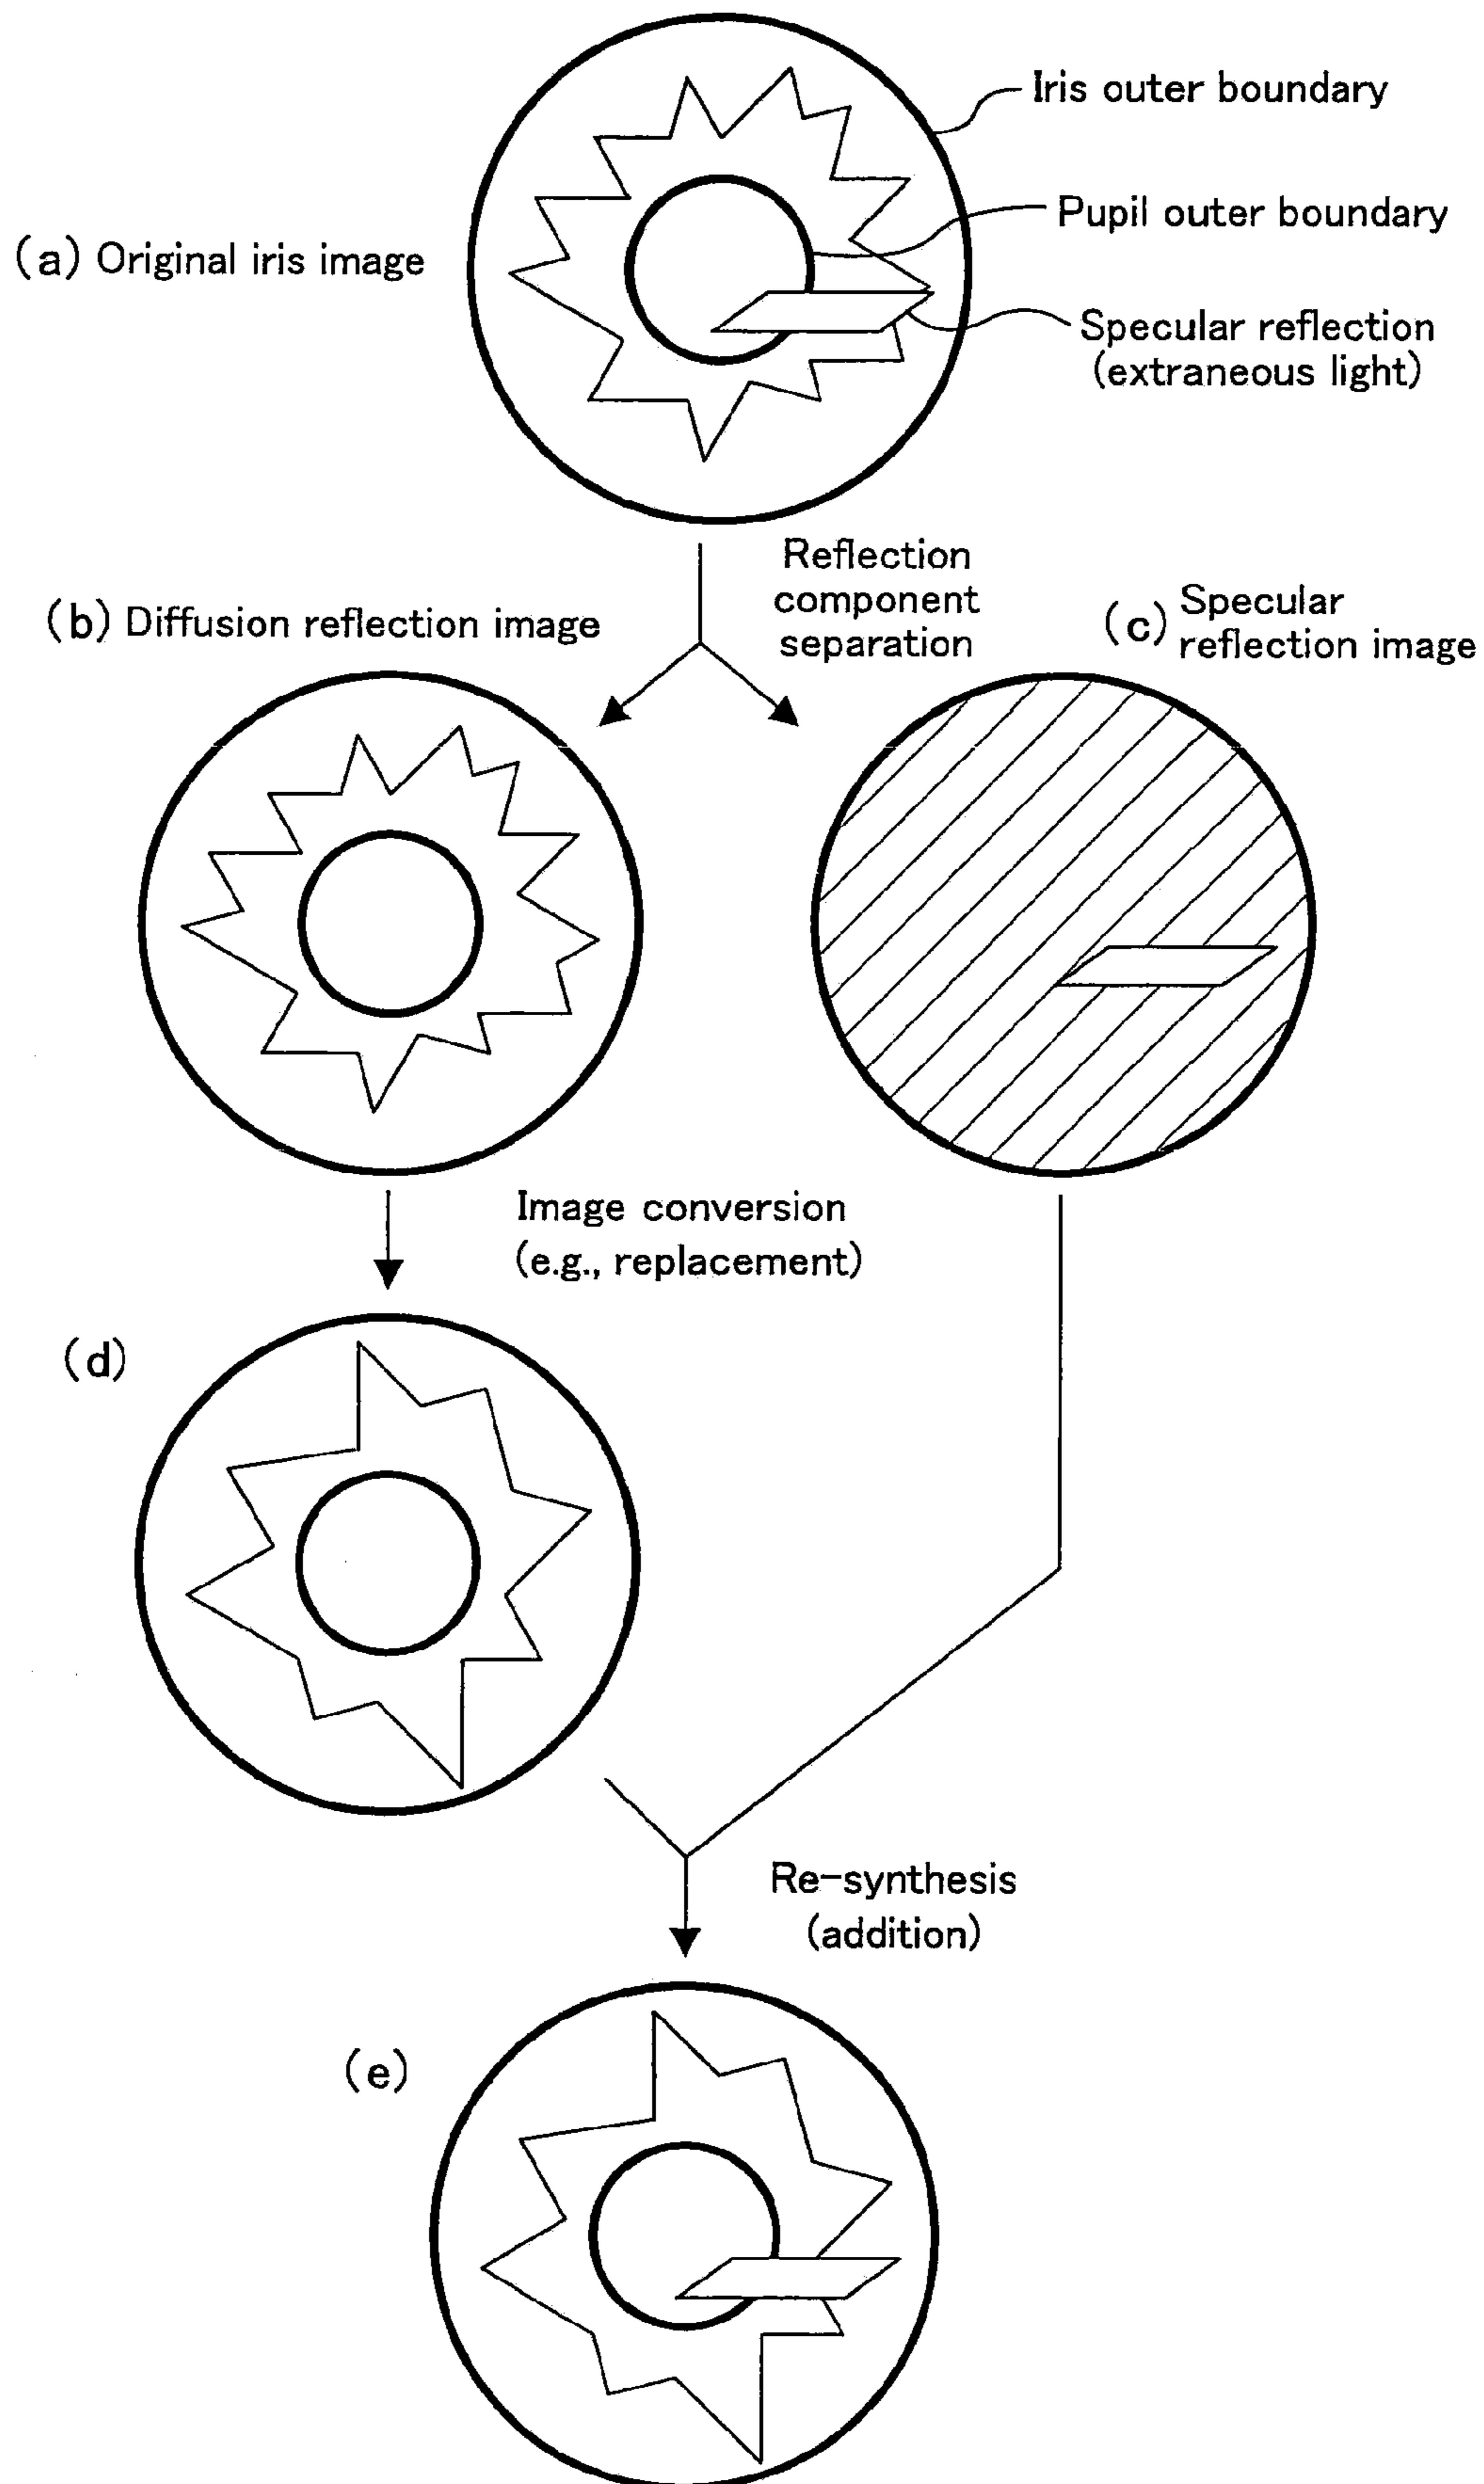 Iris outer boundary
Pupil outer boundary
(a) Original iris image
Specular reflection
(extraneous light)
Reflection
component
separation
(b) Diffusion reflection image
(c) Specular
reflection image
Image conversion
(e.g., replacement)
(d)
Re-synthesis
(addition)
(e)